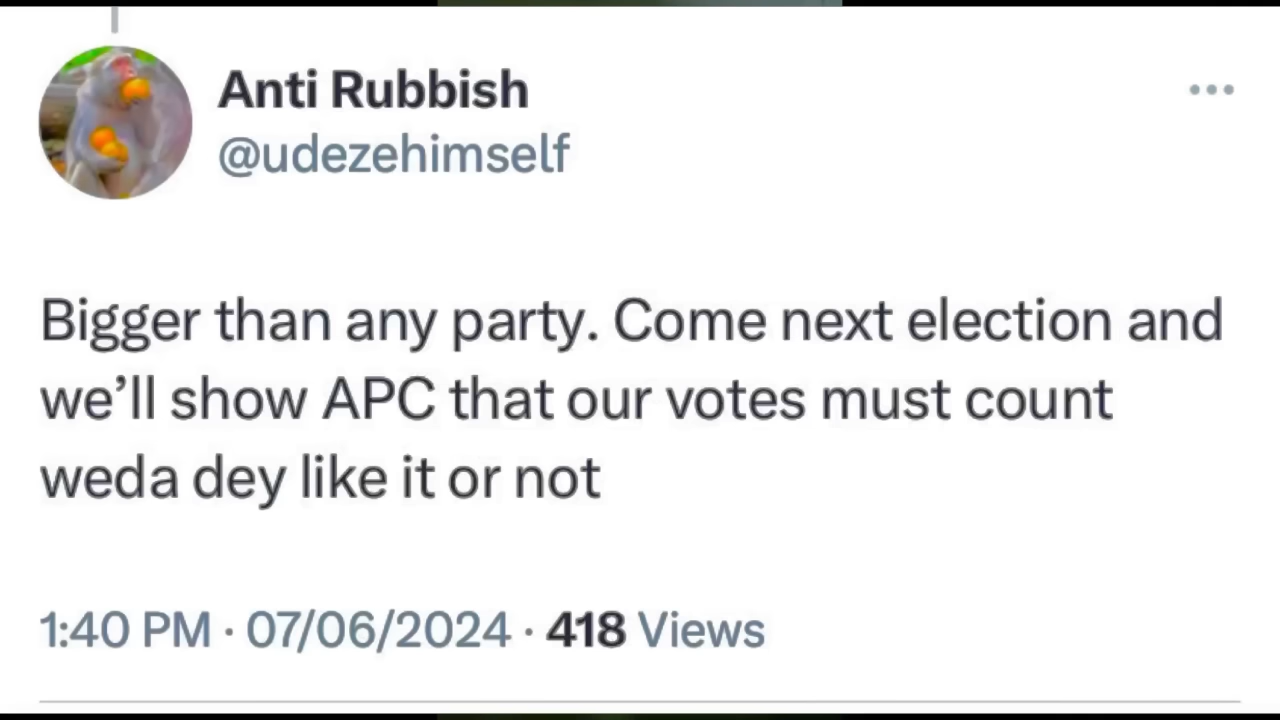 Anti Rubbish
@udezehimself
Bigger than any party. Come next election and
we’ll show APC that our votes must count
weda dey like it or not
1:40 PM · 07/06/2024 · 418 Views